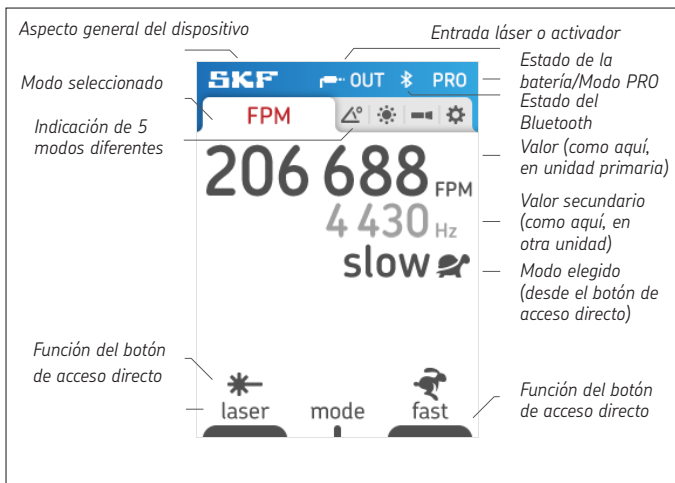 Aspecto general del dispositivo
Entrada láser o activador
Modo seleccionado
Indicación de 5
modos diferentes
SKF OUT PRO
FPM
206 688 FPM
4 430 Hz
slow
Estado de la
batería/Modo PRO
Estado del
Bluetooth
Valor (como aquí,
en unidad primaria)
Valor secundario
(como aquí, en
otra unidad)
Modo elegido
(desde el botón de
acceso directo)
Función del botón
de acceso directo
laser mode fast
Función del botón
de acceso directo